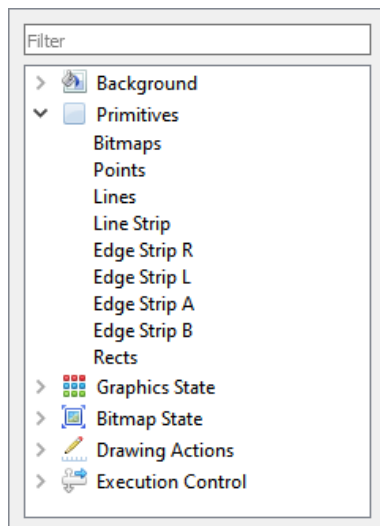 Filter
Background
Primitives
Bitmaps
Points
Lines
Line Strip
Edge Strip R
Edge Strip L
Edge Strip A
Edge Strip B
Rects
Graphics State
Bitmap State
Drawing Actions
Execution Control